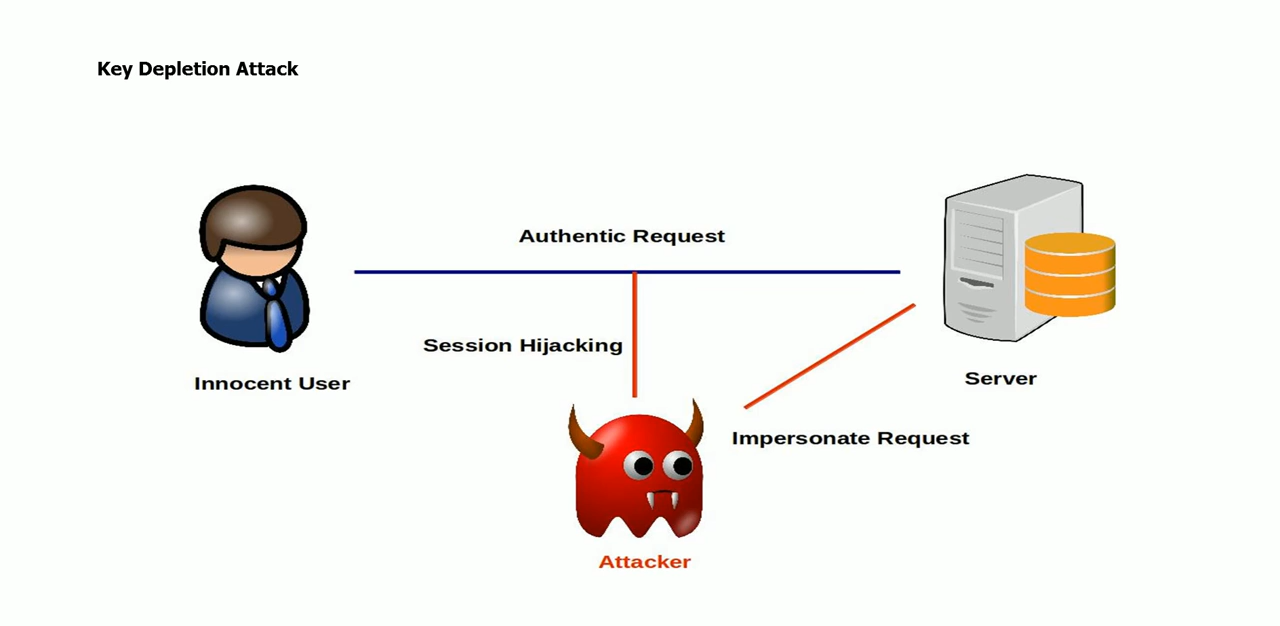 Key Depletion Attack
Authentic Request
Session Hijacking
Innocent User
Server
Impersonate Request
Attacker